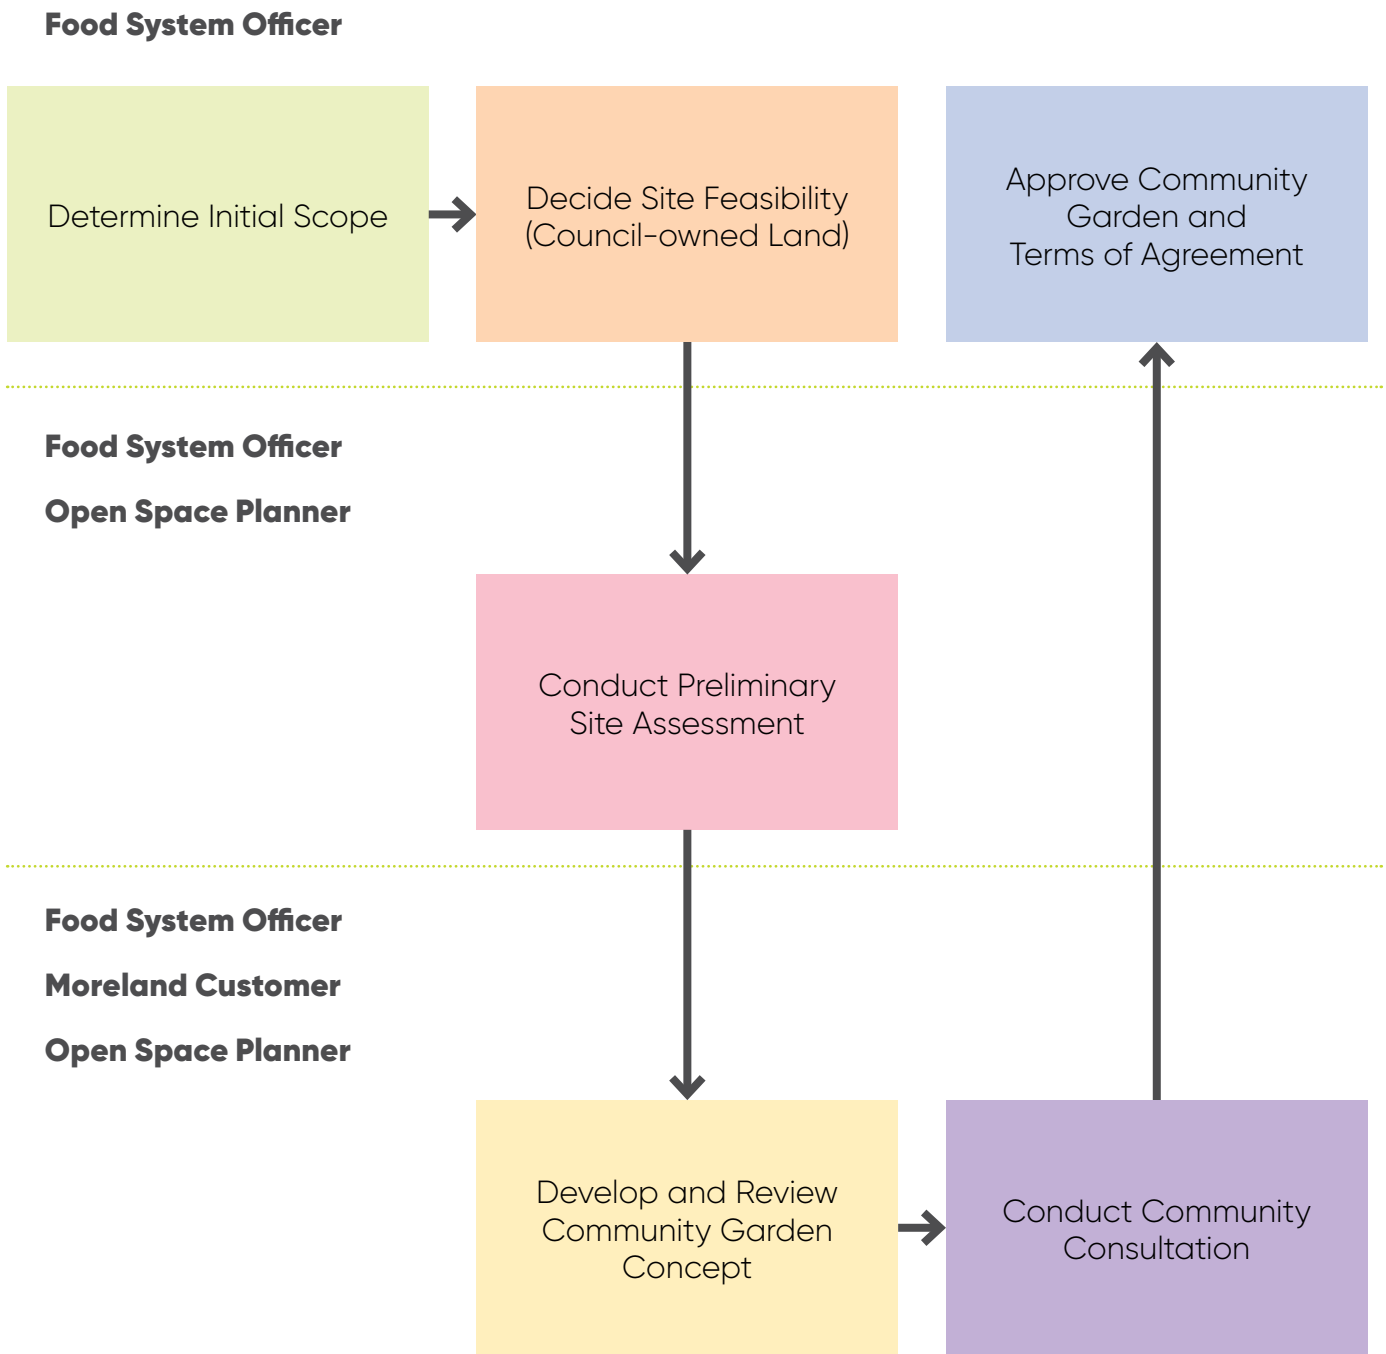 Food System Officer
Determine Initial Scope
Decide Site Feasibility
(Council-owned Land)
Approve Community
Garden and
Terms of Agreement
Food System Officer
Open Space Planner
Conduct Preliminary
Site Assessment
Food System Officer
Moreland Customer
Open Space Planner
Develop and Review
Community Garden
Concept
Conduct Community
Consultation